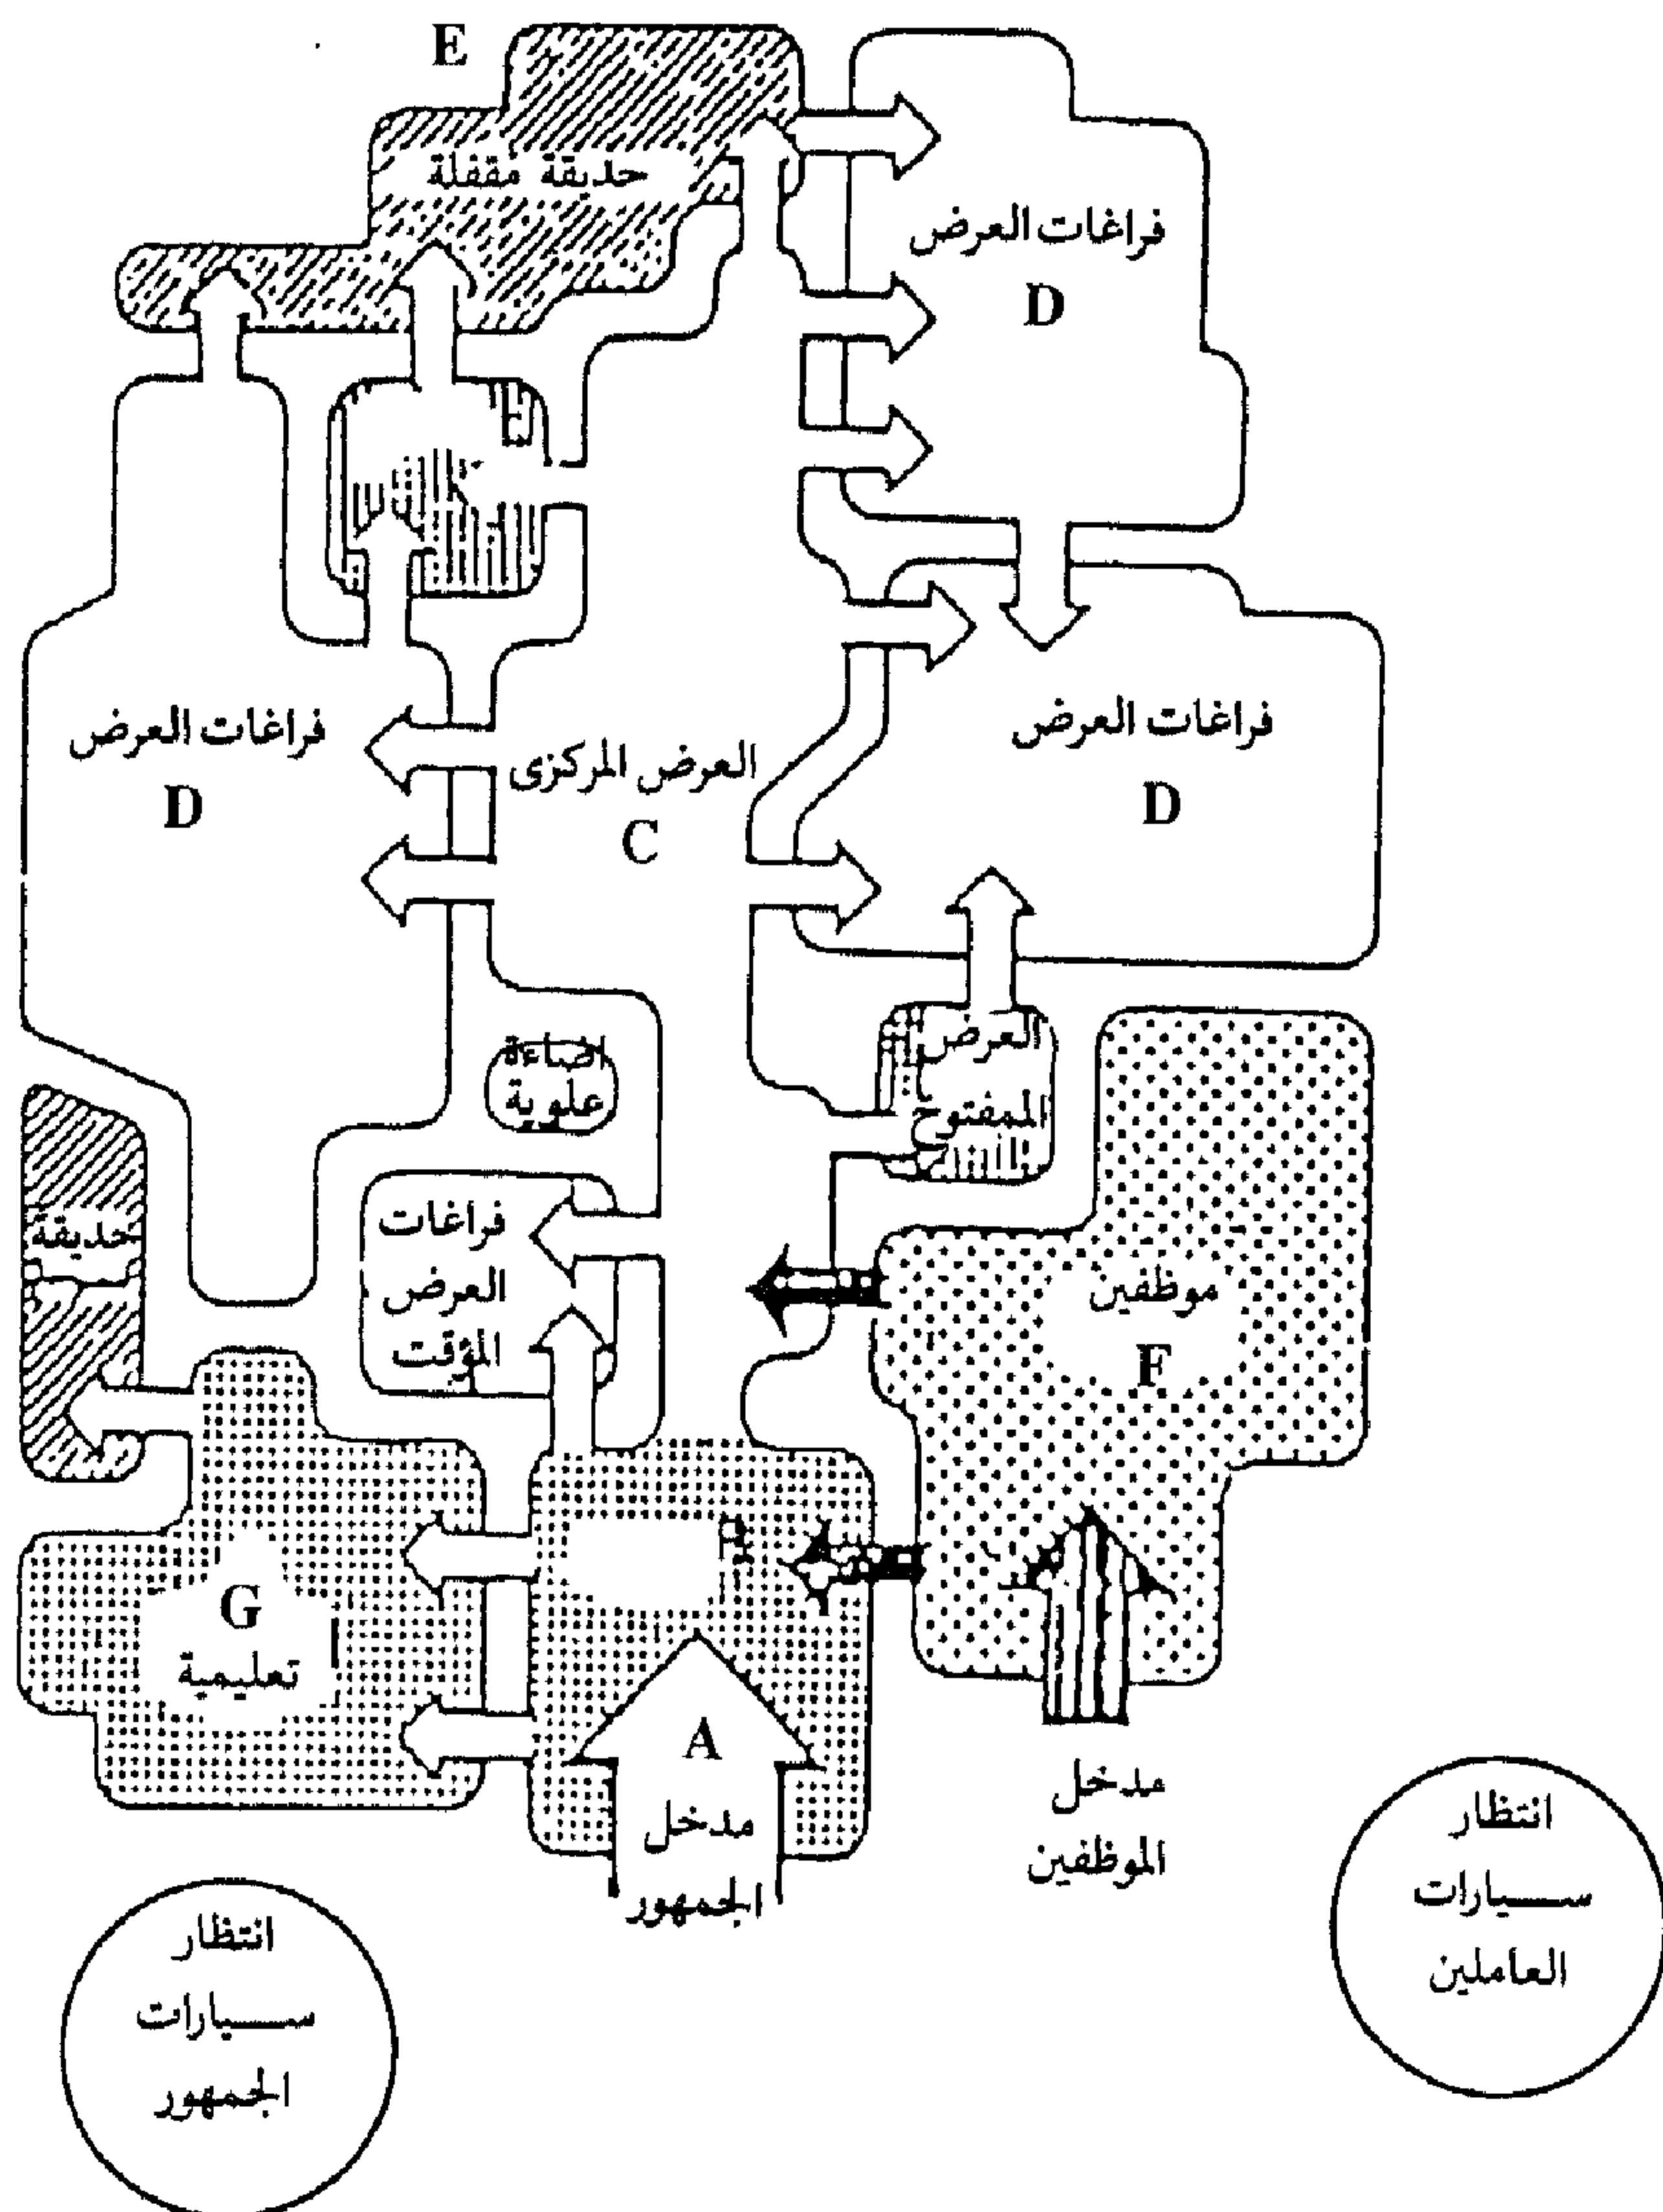 E
حديقة مقفلة
فراغات العرض
D
فراغات العرض
D
العرض المركزى
C
فراغات العرض
D
اضاءة
علوية
العرض
المفتوح
حديقة
فراغات
العرض
المؤقت
موظفين
F
G
تعليمية
A
مدخل
الجمهور
مدخل
الموظفين
انتظار
سيارات
العاملين
انتظار
سيارات
الجمهور